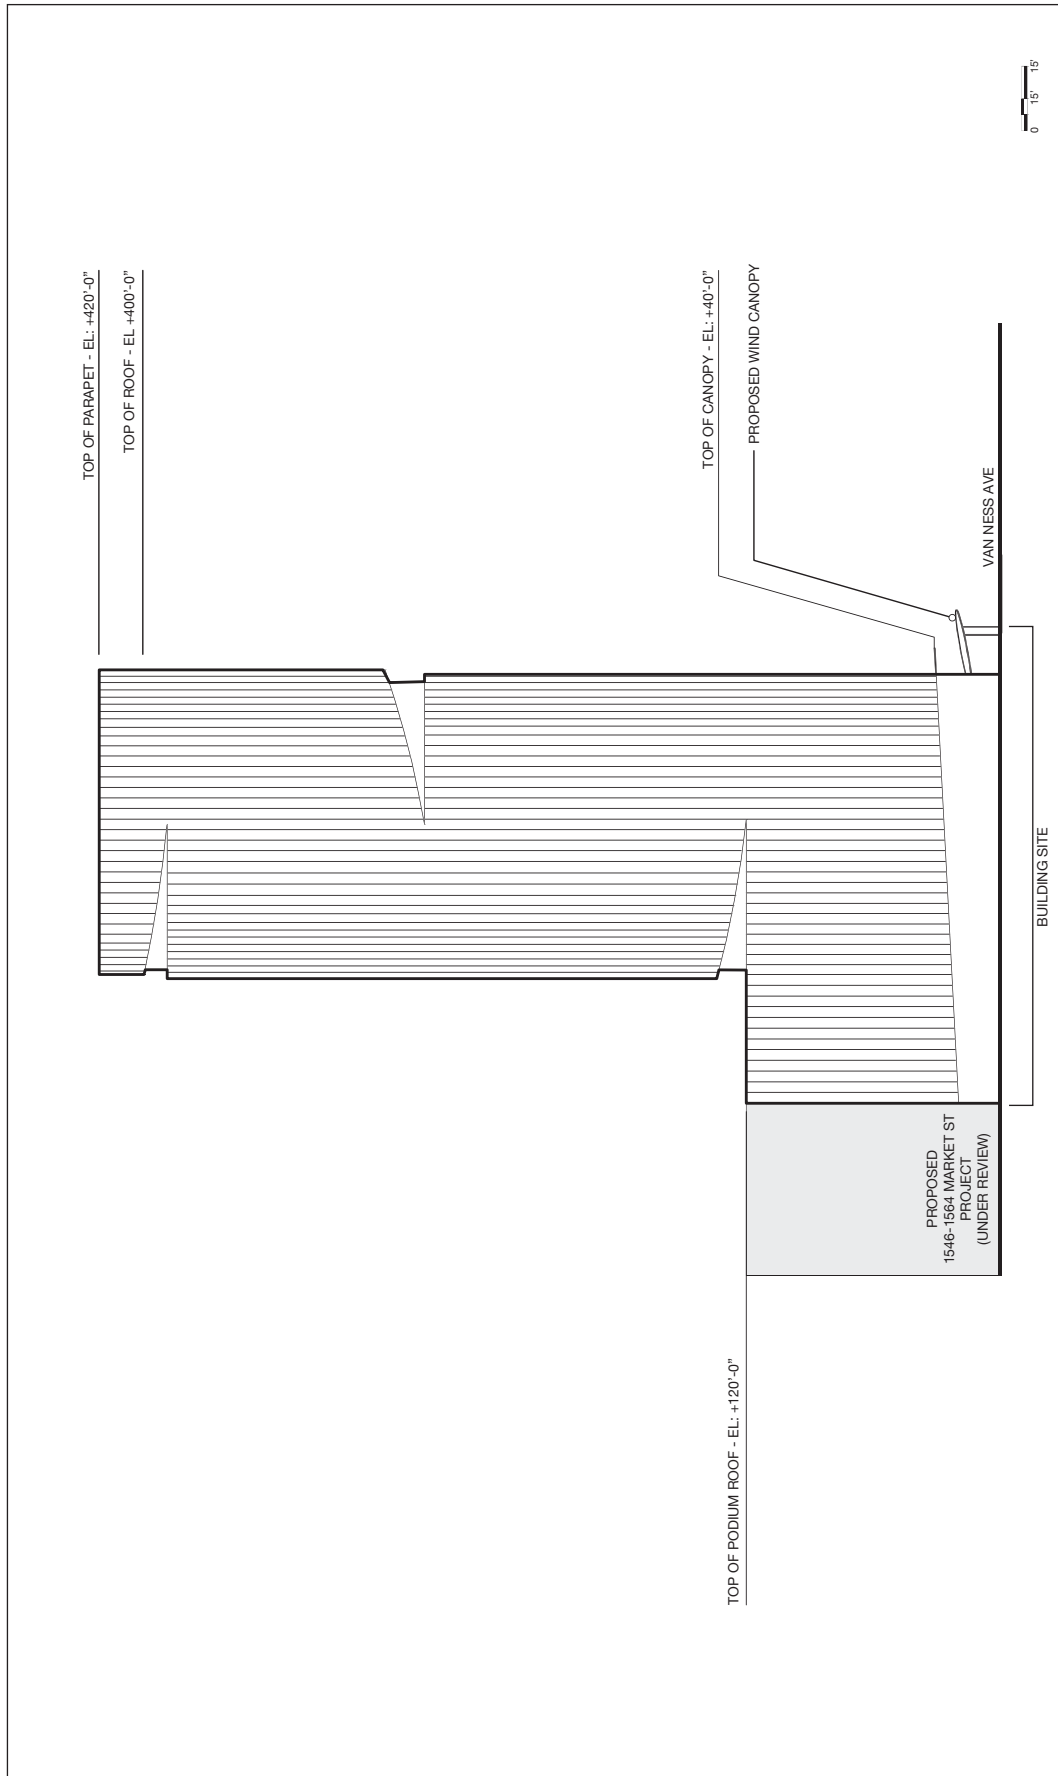 TOP OF PARAPET - EL: +420'-0"
TOP OF ROOF - EL +400'-0"
TOP OF CANOPY - EL: +40'-0"
PROPOSED WIND CANOPY
VAN NESS AVE
BUILDING SITE
PROPOSED
1546-1564 MARKET ST
PROJECT
(UNDER REVIEW)
TOP OF PODIUM ROOF - EL: +120'-0"
0 15' 15'